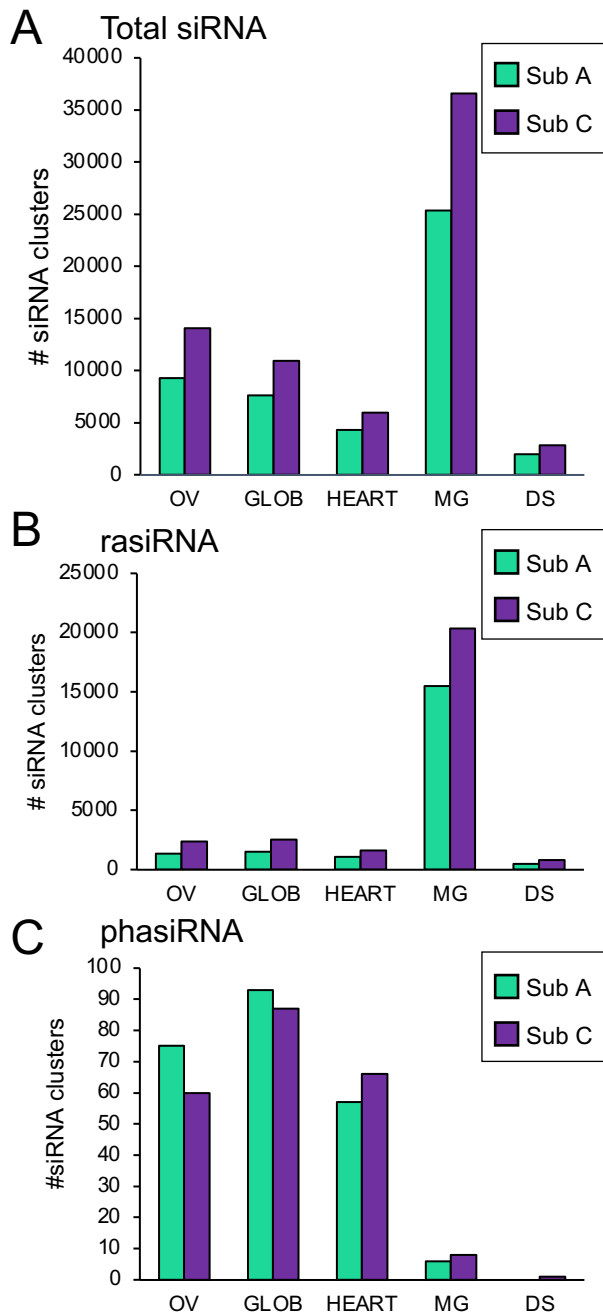 A
Total siRNA
Sub A
Sub C
# siRNA clusters
40000
35000
30000
25000
20000
15000
10000
5000
0
OV GLOB HEART MG DS
B
rasiRNA
Sub A
Sub C
# siRNA clusters
25000
20000
15000
10000
5000
0
OV GLOB HEART MG DS
C
phasiRNA
Sub A
Sub C
#siRNA clusters
100
90
80
70
60
50
40
30
20
10
0
OV GLOB HEART MG DS